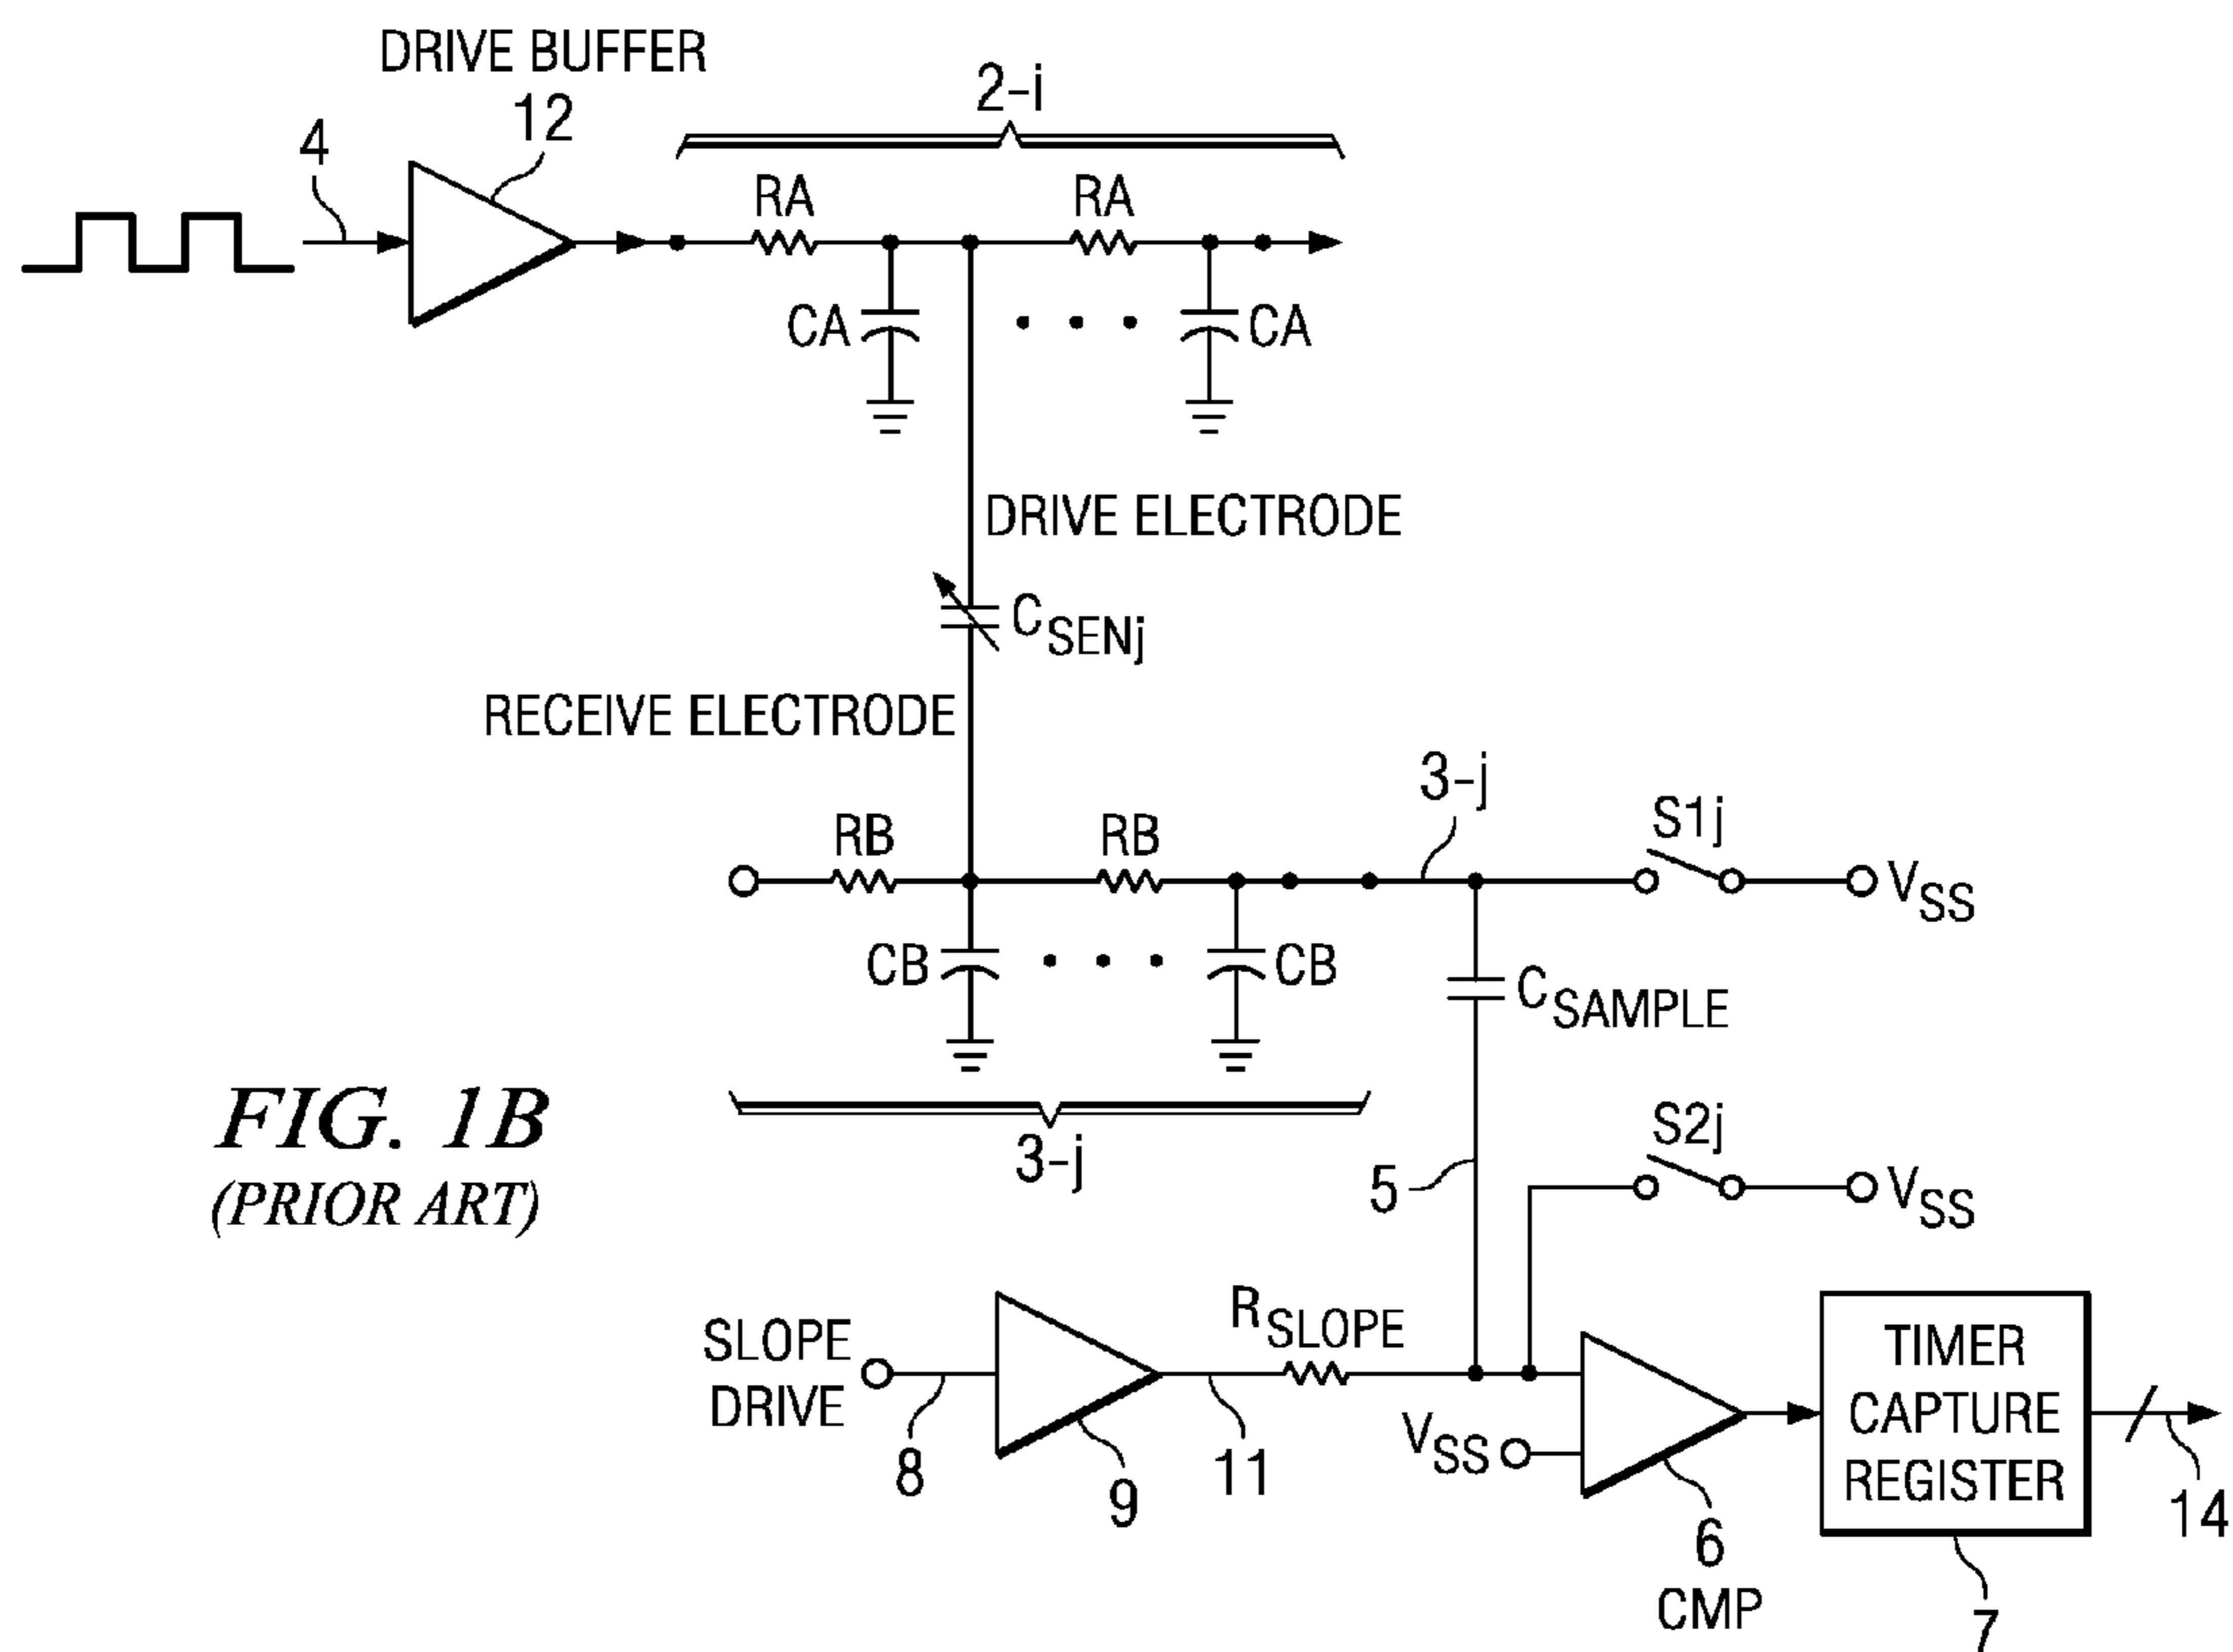 DRIVE BUFFER
12
2-i
4
RA
RA
CA
CA
DRIVE ELECTRODE
CSENj
RECEIVE ELECTRODE
3-j
S1j
RB
RB
VSS
CB
CB
CSAMPLE
FIG. 1B
(PRIOR ART)
3-j
S2j
5
VSS
RSLOPE
SLOPE
DRIVE
TIMER
CAPTURE
REGISTER
VSS
8
9
11
6
CMP
14
7